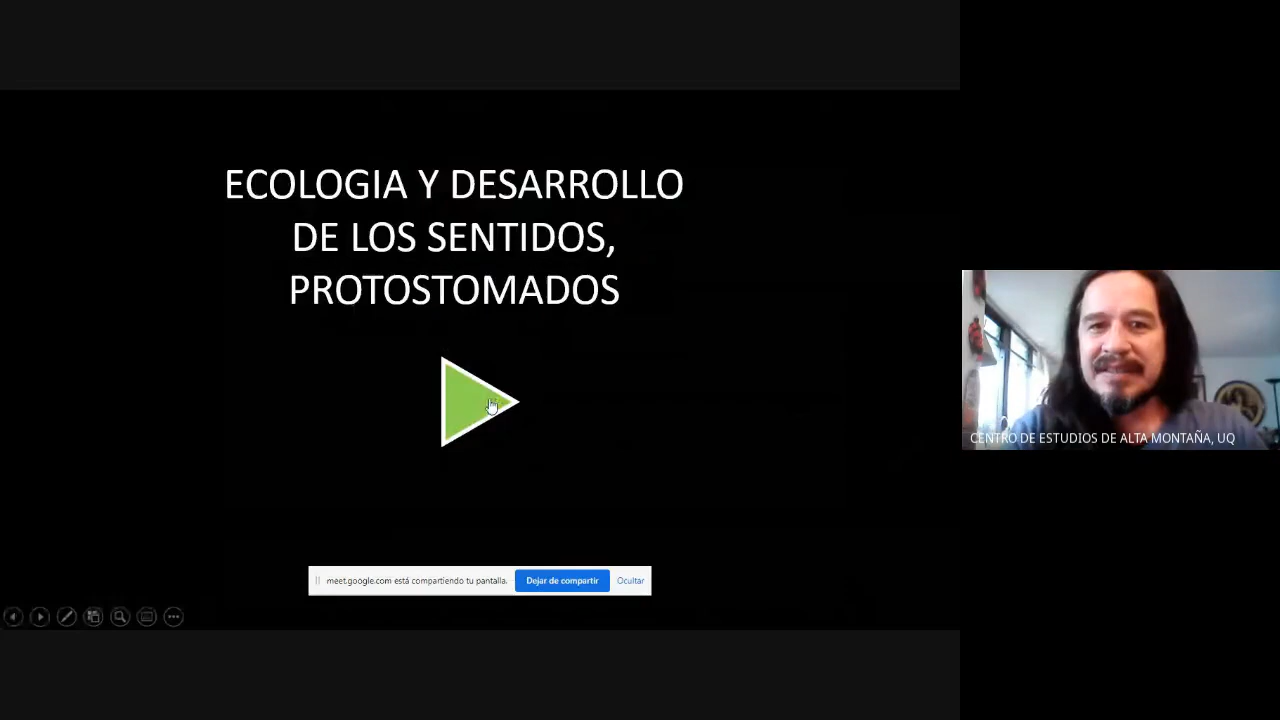 ECOLOGIA Y DESARROLLO
DE LOS SENTIDOS,
PROTOSTOMADOS
CENTRO DE ESTUDIOS DE ALTA MONTAÑA, UQ
meet.google.com está compartiendo tu pantalla.
Dejar de compartir
Ocultar